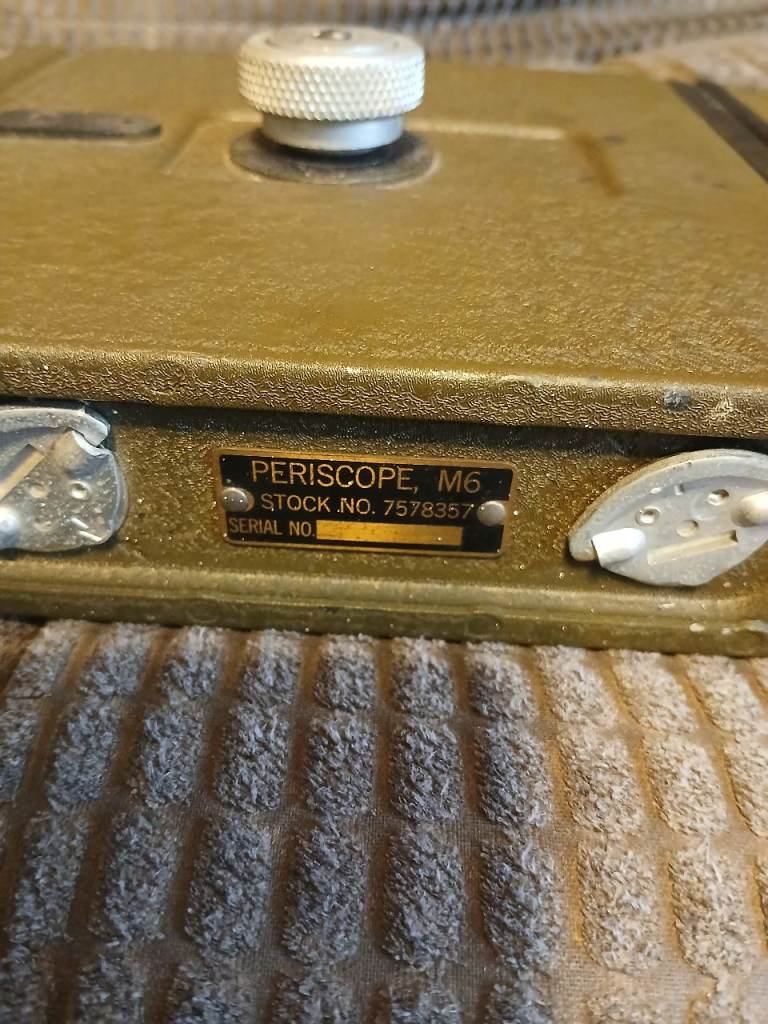 PERISCOPE, M6
STOCK NO. 7578357
SERIAL NO.